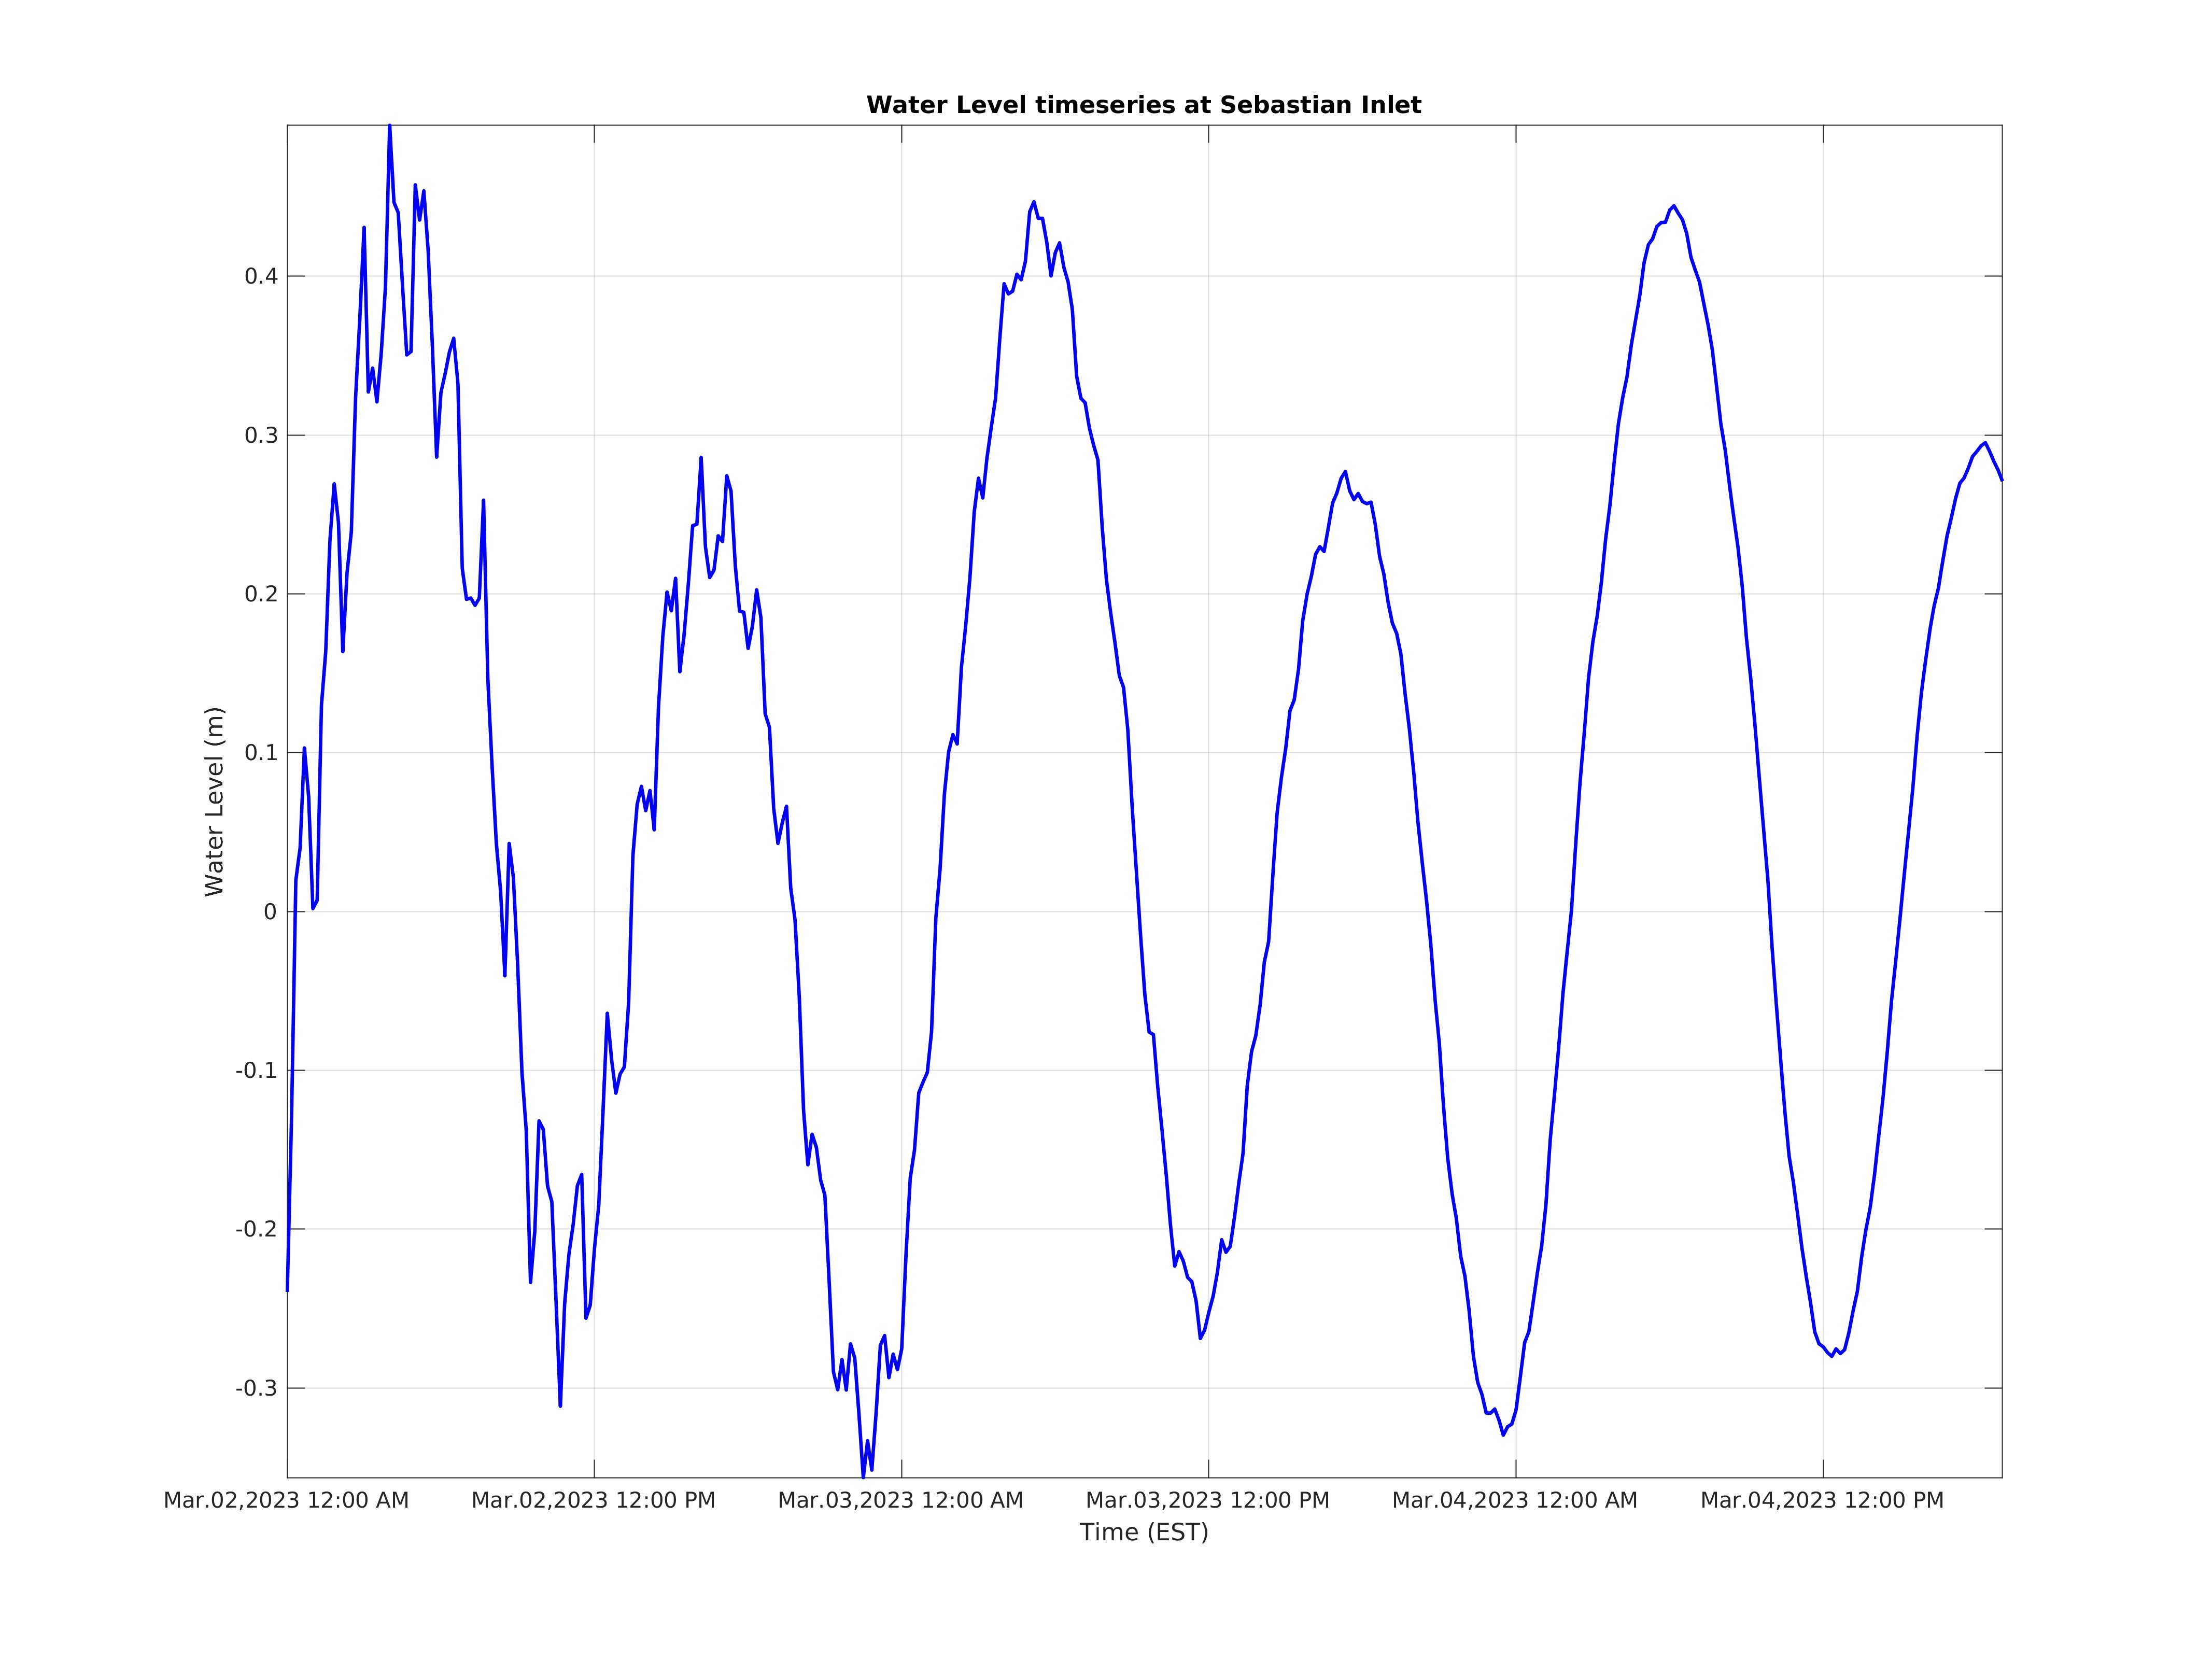 Water Level timeseries at Sebastian Inlet
0.4
0.3
0.2
0.1
0
-0.1
-0.2
-0.3
Water Level (m)
Mar.02,2023 12:00 AM Mar.02,2023 12:00 PM Mar.03,2023 12:00 AM Mar.03,2023 12:00 PM Mar.04,2023 12:00 AM Mar.04,2023 12:00 PM
Time (EST)